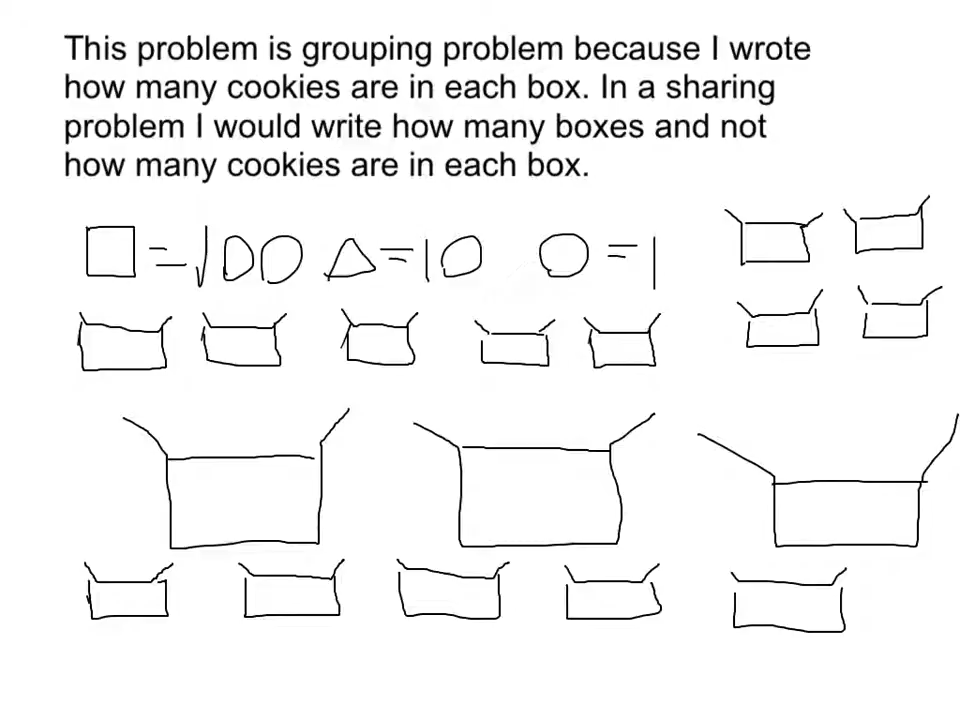 This problem is grouping problem because I wrote
how many cookies are in each box. In a sharing
problem I would write how many boxes and not
how many cookies are in each box.
□ = 100 △ = 10 ○ = 1